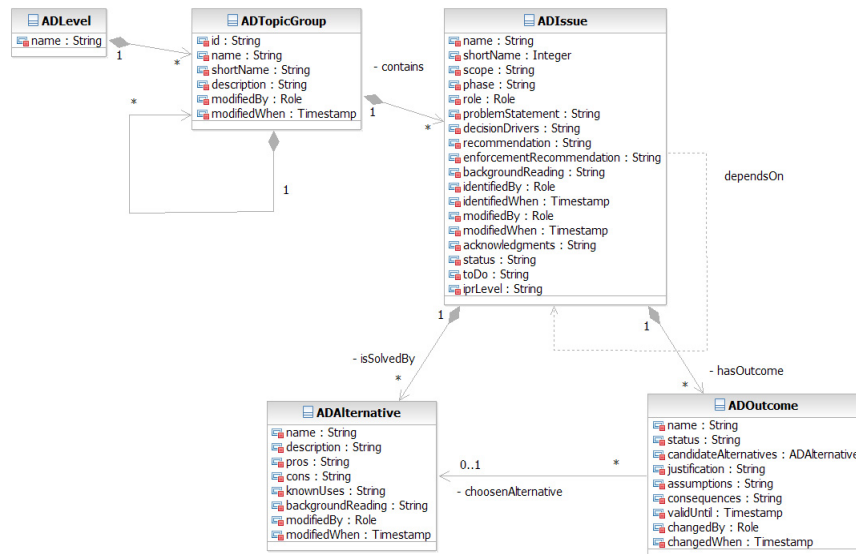 ADLevel
name : String
1
*
ADTopicGroup
id : String
name : String
shortName : String
description : String
modifiedBy : Role
modifiedWhen : Timestamp
*
1
- contains
1
*
ADIssue
name : String
shortName : Integer
scope : String
phase : String
role : Role
problemStatement : String
decisionDrivers : String
recommendation : String
enforcementRecommendation : String
backgroundReading : String
identifiedBy : Role
identifiedWhen : Timestamp
modifiedBy : Role
modifiedWhen : Timestamp
acknowledgments : String
status : String
toDo : String
iprLevel : String
dependsOn
1
- isSolvedBy
*
1
- hasOutcome
*
ADAlternative
name : String
description : String
pros : String
cons : String
knownUses : String
backgroundReading : String
modifiedBy : Role
modifiedWhen : Timestamp
0..1
*
- choosenAlternative
ADOutcome
name : String
status : String
candidateAlternatives : ADAlternative
justification : String
assumptions : String
consequences : String
validUntil : Timestamp
changedBy : Role
changedWhen : Timestamp